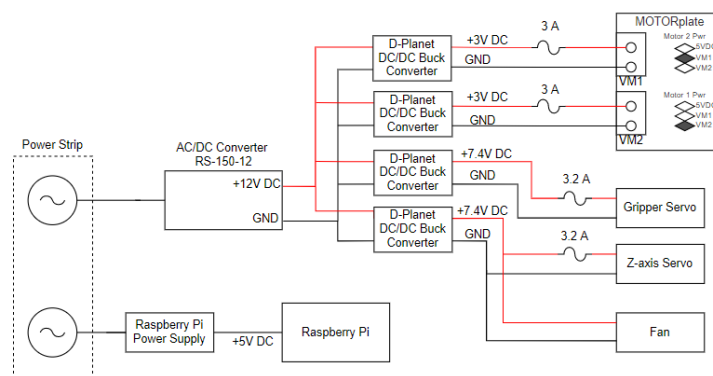 MOTORplate
Motor 2 Pwr
5VDC
VM1
VM2
VM1
Motor 1 Pwr
5VDC
VM1
VM2
VM2
D-Planet
DC/DC Buck
Converter
+3V DC
GND
3 A
D-Planet
DC/DC Buck
Converter
+3V DC
GND
3 A
Power Strip
AC/DC Converter
RS-150-12
+12V DC
GND
D-Planet
DC/DC Buck
Converter
+7.4V DC
GND
3.2 A
Gripper Servo
D-Planet
DC/DC Buck
Converter
+7.4V DC
GND
3.2 A
Z-axis Servo
Fan
Raspberry Pi
Power Supply
+5V DC
Raspberry Pi